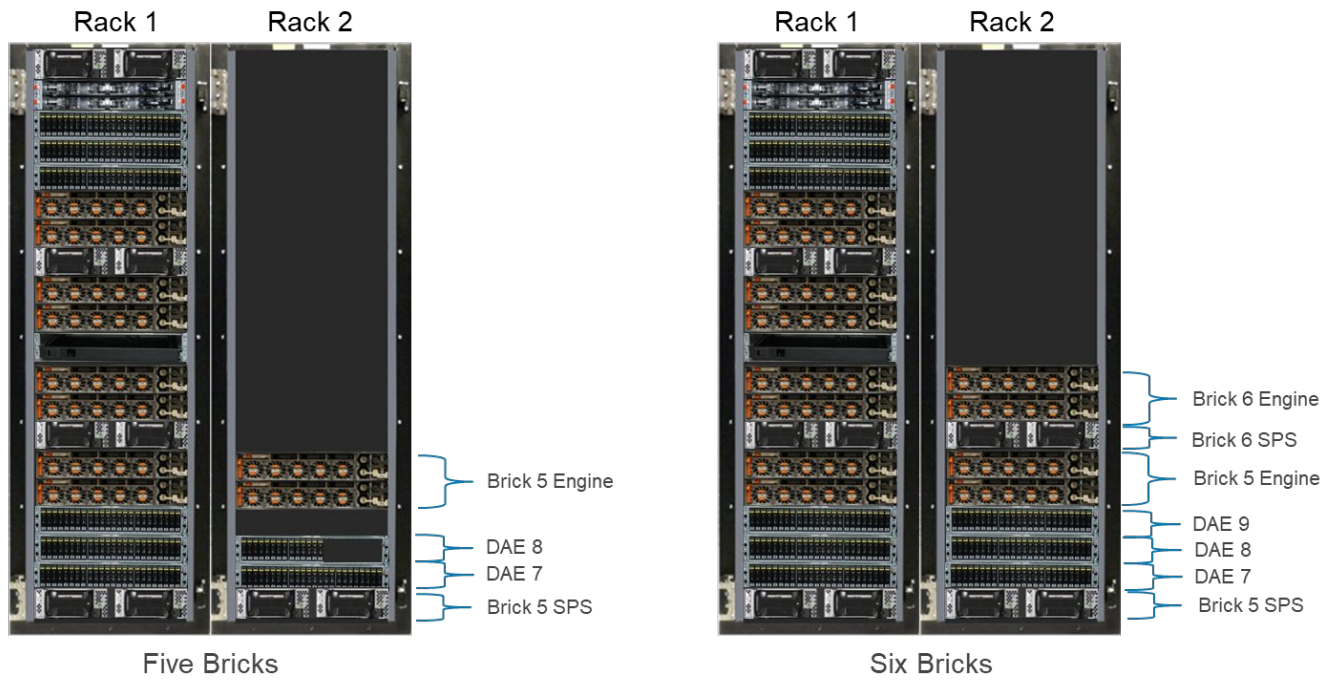 Rack 1
Rack 2
Brick 5 Engine
DAE 8
DAE 7
Brick 5 SPS
Five Bricks
Rack 1
Rack 2
Brick 6 Engine
Brick 6 SPS
Brick 5 Engine
DAE 9
DAE 8
DAE 7
Brick 5 SPS
Six Bricks